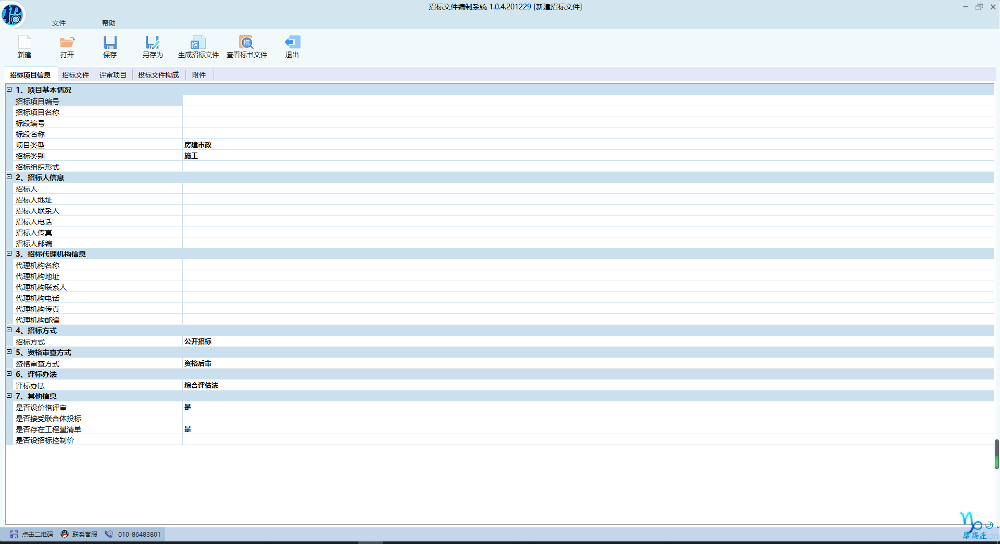 招标文件编制系统 1.0.4.201229 [新建招标文件]
文件 帮助
新建 打开 保存 另存为 生成招标文件 查看标书文件 退出
招标项目信息 招标文件 评审项目 投标文件构成 附件
1、项目基本情况
招标项目编号
招标项目名称
标段编号
标段名称
项目类型 房建市政
招标类别 施工
招标组织形式
2、招标人信息
招标人
招标人地址
招标人联系人
招标人电话
招标人传真
招标人邮编
3、招标代理机构信息
代理机构名称
代理机构地址
代理机构联系人
代理机构电话
代理机构传真
代理机构邮编
4、招标方式
招标方式 公开招标
5、资格审查方式
资格审查方式 资格后审
6、评标办法
评标办法 综合评估法
7、其他信息
是否设价格评审 是
是否接受联合体投标
是否存在工程量清单 是
是否设招标控制价
点击二维码 联系客服 010-86483801
摩羯座